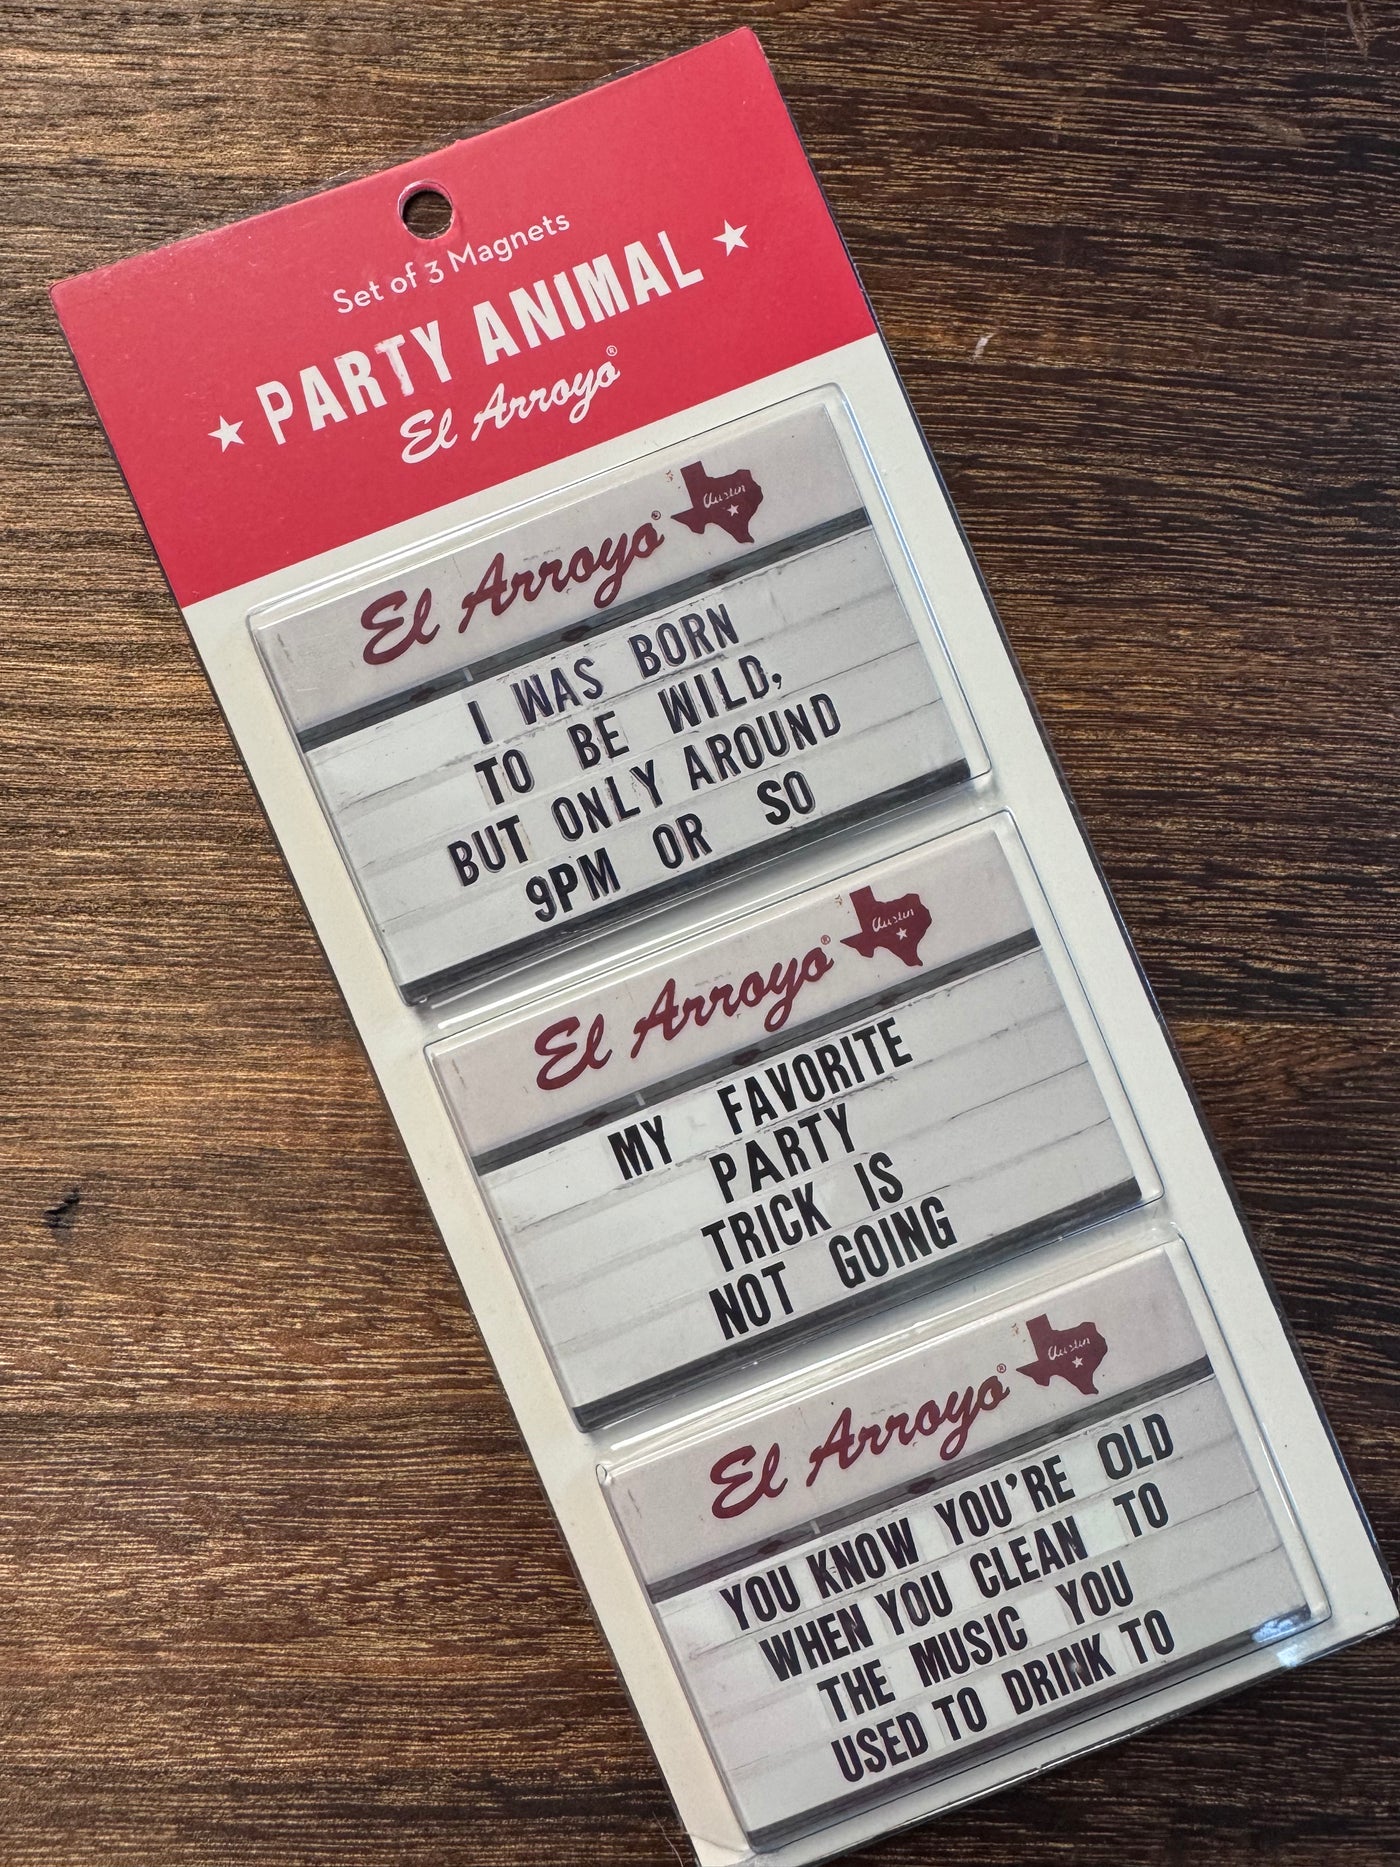 Set of 3 Magnets
★ PARTY ANIMAL ★
El Arroyo®
El Arroyo®
Austin
I WAS BORN
TO BE WILD,
BUT ONLY AROUND
9PM OR SO
El Arroyo®
Austin
MY FAVORITE
PARTY
TRICK IS
NOT GOING
El Arroyo®
Austin
YOU KNOW YOU'RE OLD
WHEN YOU CLEAN TO
THE MUSIC YOU
USED TO DRINK TO